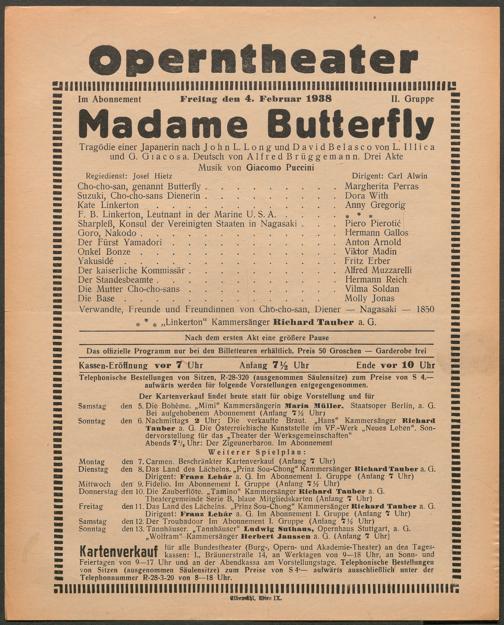 Operntheater
Im Abonnement Freitag den 4. Februar 1938 II. Gruppe
Madame Butterfly
Tragödie einer Japanerin nach John L. Long und David Belasco von L. Illica
und G. Giacosa. Deutsch von Alfred Brüggemann. Drei Akte
Musik von Giacomo Puccini
Regiedienst: Josef Hietz Dirigent: Carl Alwin
Cho-cho-san, genannt Butterfly . . . . . . . . Margherita Perras
Suzuki, Cho-cho-sans Dienerin . . . . . . . . Dora With
Kate Linkerton . . . . . . . . Anny Gregorig
F. B. Linkerton, Leutnant in der Marine U. S. A. . . . . . * * *
Sharpleß, Konsul der Vereinigten Staaten in Nagasaki . . . . Piero Pierotić
Goro, Nakodo . . . . . . . . Hermann Gallos
Der Fürst Yamadori . . . . . . . . Anton Arnold
Onkel Bonze . . . . . . . . Viktor Madin
Yakusidé . . . . . . . . Fritz Erber
Der kaiserliche Kommissär . . . . . . . . Alfred Muzzarelli
Der Standesbeamte . . . . . . . . Hermann Reich
Die Mutter Cho-cho-sans . . . . . . . . Vilma Soldan
Die Base . . . . . . . . Molly Jonas
Verwandte, Freunde und Freundinnen von Cho-cho-san, Diener — Nagasaki — 1850
* * * „Linkerton" Kammersänger Richard Tauber a. G.
Nach dem ersten Akte eine größere Pause
Das offizielle Programm nur bei den Billetteuren erhältlich. Preis 50 Groschen — Garderobe frei
Kassen-Eröffnung vor 7 Uhr Anfang 7½ Uhr Ende vor 10 Uhr
Telephonische Bestellungen von Sitzen, R-28-320 (ausgenommen Säulensitze) zum Preise von S 4,—
aufwärts werden für folgende Vorstellungen entgegengenommen.
Der Kartenverkauf findet heute statt für obige Vorstellung und für
Samstag den 5. Die Bohème. „Mimi" Kammersängerin Maria Müller, Staatsoper Berlin, a. G.
Bei aufgehobenem Abonnement (Anfang 7½ Uhr)
Sonntag den 6. Nachmittags 2 Uhr: Die verkaufte Braut. „Hans" Kammersänger Richard
Tauber a. G. Die Österreichische Kunststelle im VF.-Werk „Neues Leben". Son-
dervorstellung für das „Theater der Werksgemeinschaften"
Abends 7½ Uhr: Der Zigeunerbaron. Im Abonnement
Weiterer Spielplan:
Montag den 7. Carmen. Beschränkter Kartenverkauf (Anfang 7 Uhr)
Dienstag den 8. Das Land des Lächelns. „Prinz Sou-Chong" Kammersänger Richard Tauber a. G.
Dirigent: Franz Lehár a. G. Im Abonnement I. Gruppe (Anfang 7½ Uhr)
Mittwoch den 9. Fidelio. Im Abonnement I. Gruppe (Anfang 7½ Uhr)
Donnerstag den 10. Die Zauberflöte. „Tamino" Kammersänger Richard Tauber a. G.
Theatergemeinde Serie B, blaue Mitgliedskarten (Anfang 7 Uhr)
Freitag den 11. Das Land des Lächelns. „Prinz Sou-Chong" Kammersänger Richard Tauber a. G.
Dirigent: Franz Lehár a. G. Im Abonnement I. Gruppe (Anfang 7½ Uhr)
Samstag den 12. Der Troubadour Im Abonnement I. Gruppe (Anfang 7½ Uhr)
Sonntag den 13. Tannhäuser. „Tannhäuser" Ludwig Suthaus, Opernhaus Stuttgart, a. G.
„Wolfram" Kammersänger Herbert Janssen a. G. (Anfang 7 Uhr)
Kartenverkauf für alle Bundestheater (Burg-, Opern- und Akademie-Theater) an den Tages-
kassen: I., Bräunerstraße 14, an Werktagen von 9—18 Uhr, an Sonn- und
Feiertagen von 9—17 Uhr und an der Abendkassa am Vorstellungstage. Telephonische Bestellungen
von Sitzen (ausgenommen Säulensitze) zum Preise von S 4·— aufwärts ausschließlich unter der
Telephonnummer R-28-3-20 von 8—18 Uhr.
Elbemühl, Wien IX.